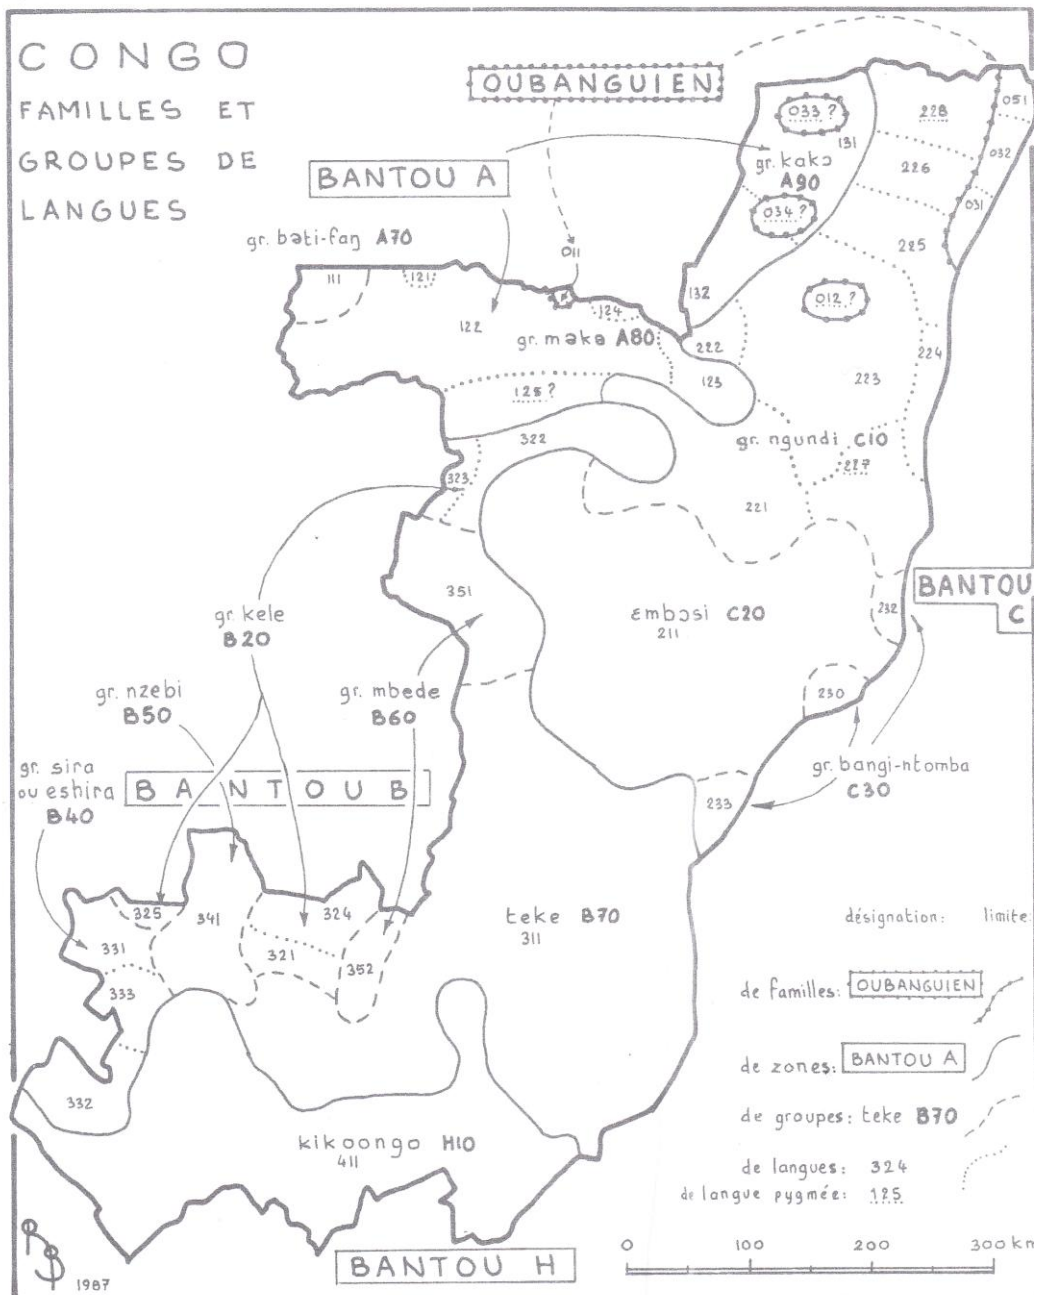 CONGO
FAMILLES ET
GROUPES DE
LANGUES
OUBANGUIEN
BANTOU A
033 ?
131
228
051
032
gr. kakɔ
A90
226
034 ?
031
225
gr. bəti-faŋ A70
011
111
121
122
124
132
012 ?
gr. məkə A80
222
123
223
224
125 ?
322
gr. ngundi C10
323
227
221
351
BANTOU
C
gr. kele
B20
ɛmbɔsi C20
211
232
gr. nzebi
B50
gr. mbede
B60
230
gr. sira
ou eshira
B40
BANTOU B
gr. bangi-ntomba
C30
233
325
341
324
teke B70
311
331
321
352
333
332
désignation: limite:
de familles: OUBANGUIEN
de zones: BANTOU A
de groupes: teke B70
de langues: 324
de langue pygmée: 125
kikoongo H10
411
BANTOU H
0 100 200 300 km
1987